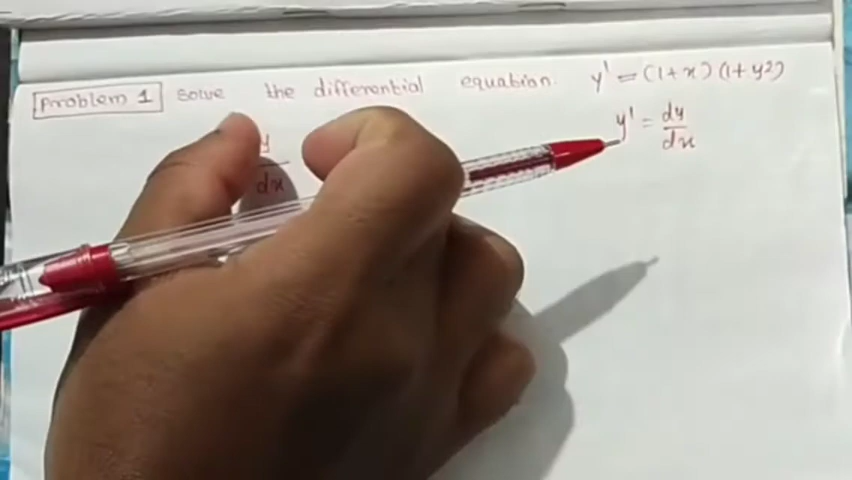 Problem 1 solve the differential equation. y' = (1+x) (1+y²)
y' = dy/dx
y
dx